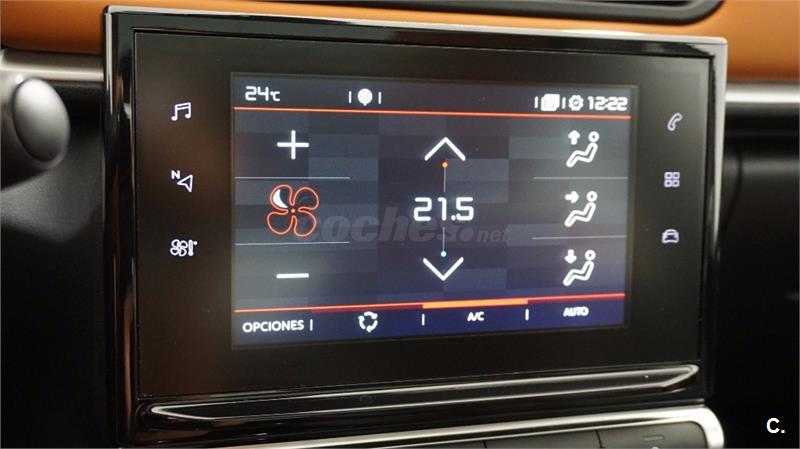 24°C 12:22
N
21.5
coches.net
OPCIONES A/C AUTO
C.